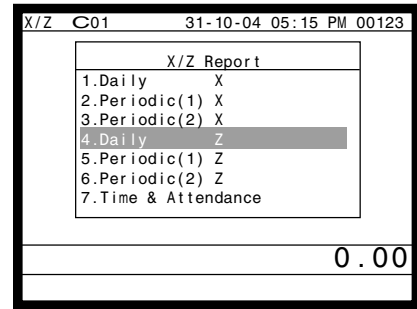 X/Z C01 31-10-04 05:15 PM 00123
X/Z Report
1.Daily X
2.Periodic(1) X
3.Periodic(2) X
4.Daily Z
5.Periodic(1) Z
6.Periodic(2) Z
7.Time & Attendance
0.00